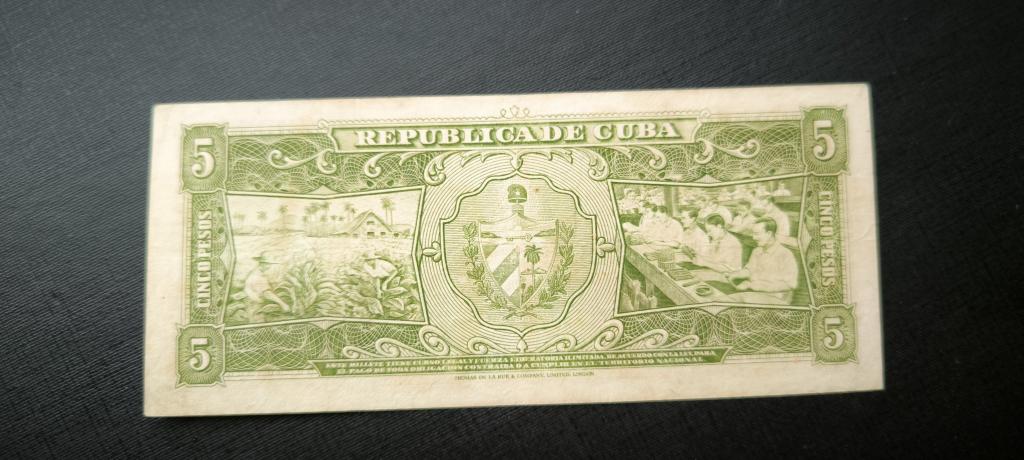 REPUBLICA DE CUBA
5
5
CINCO PESOS
CINCO PESOS
5
5
ESTE BILLETE TIENE CURSO LEGAL Y FUERZA LIBERATORIA ILIMITADA, DE ACUERDO CON LA LEY, PARA
EL PAGO DE TODA OBLIGACION CONTRAIDA O A CUMPLIR EN EL TERRITORIO NACIONAL
THOMAS DE LA RUE & COMPANY, LIMITED, LONDON